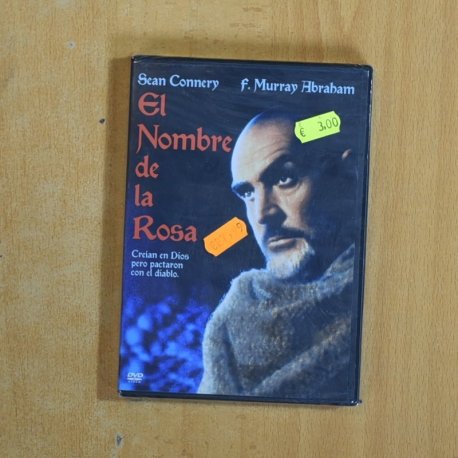 Sean Connery F. Murray Abraham
El
Nombre
de
la
Rosa
€ 3,00
Creían en Dios
pero pactaron
con el diablo.
DVD
VIDEO